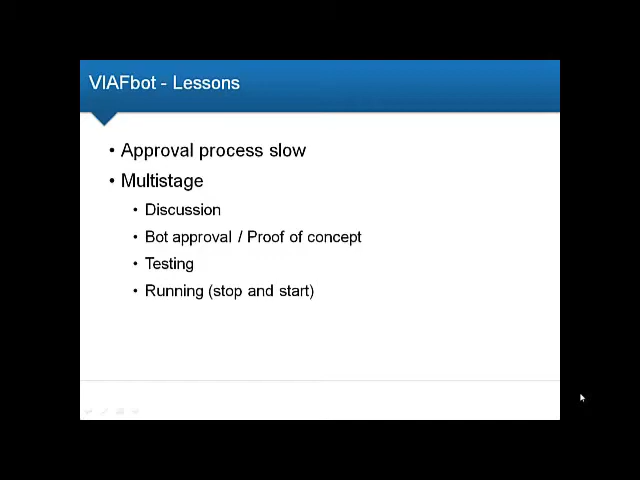 VIAFbot - Lessons
• Approval process slow
• Multistage
• Discussion
• Bot approval / Proof of concept
• Testing
• Running (stop and start)